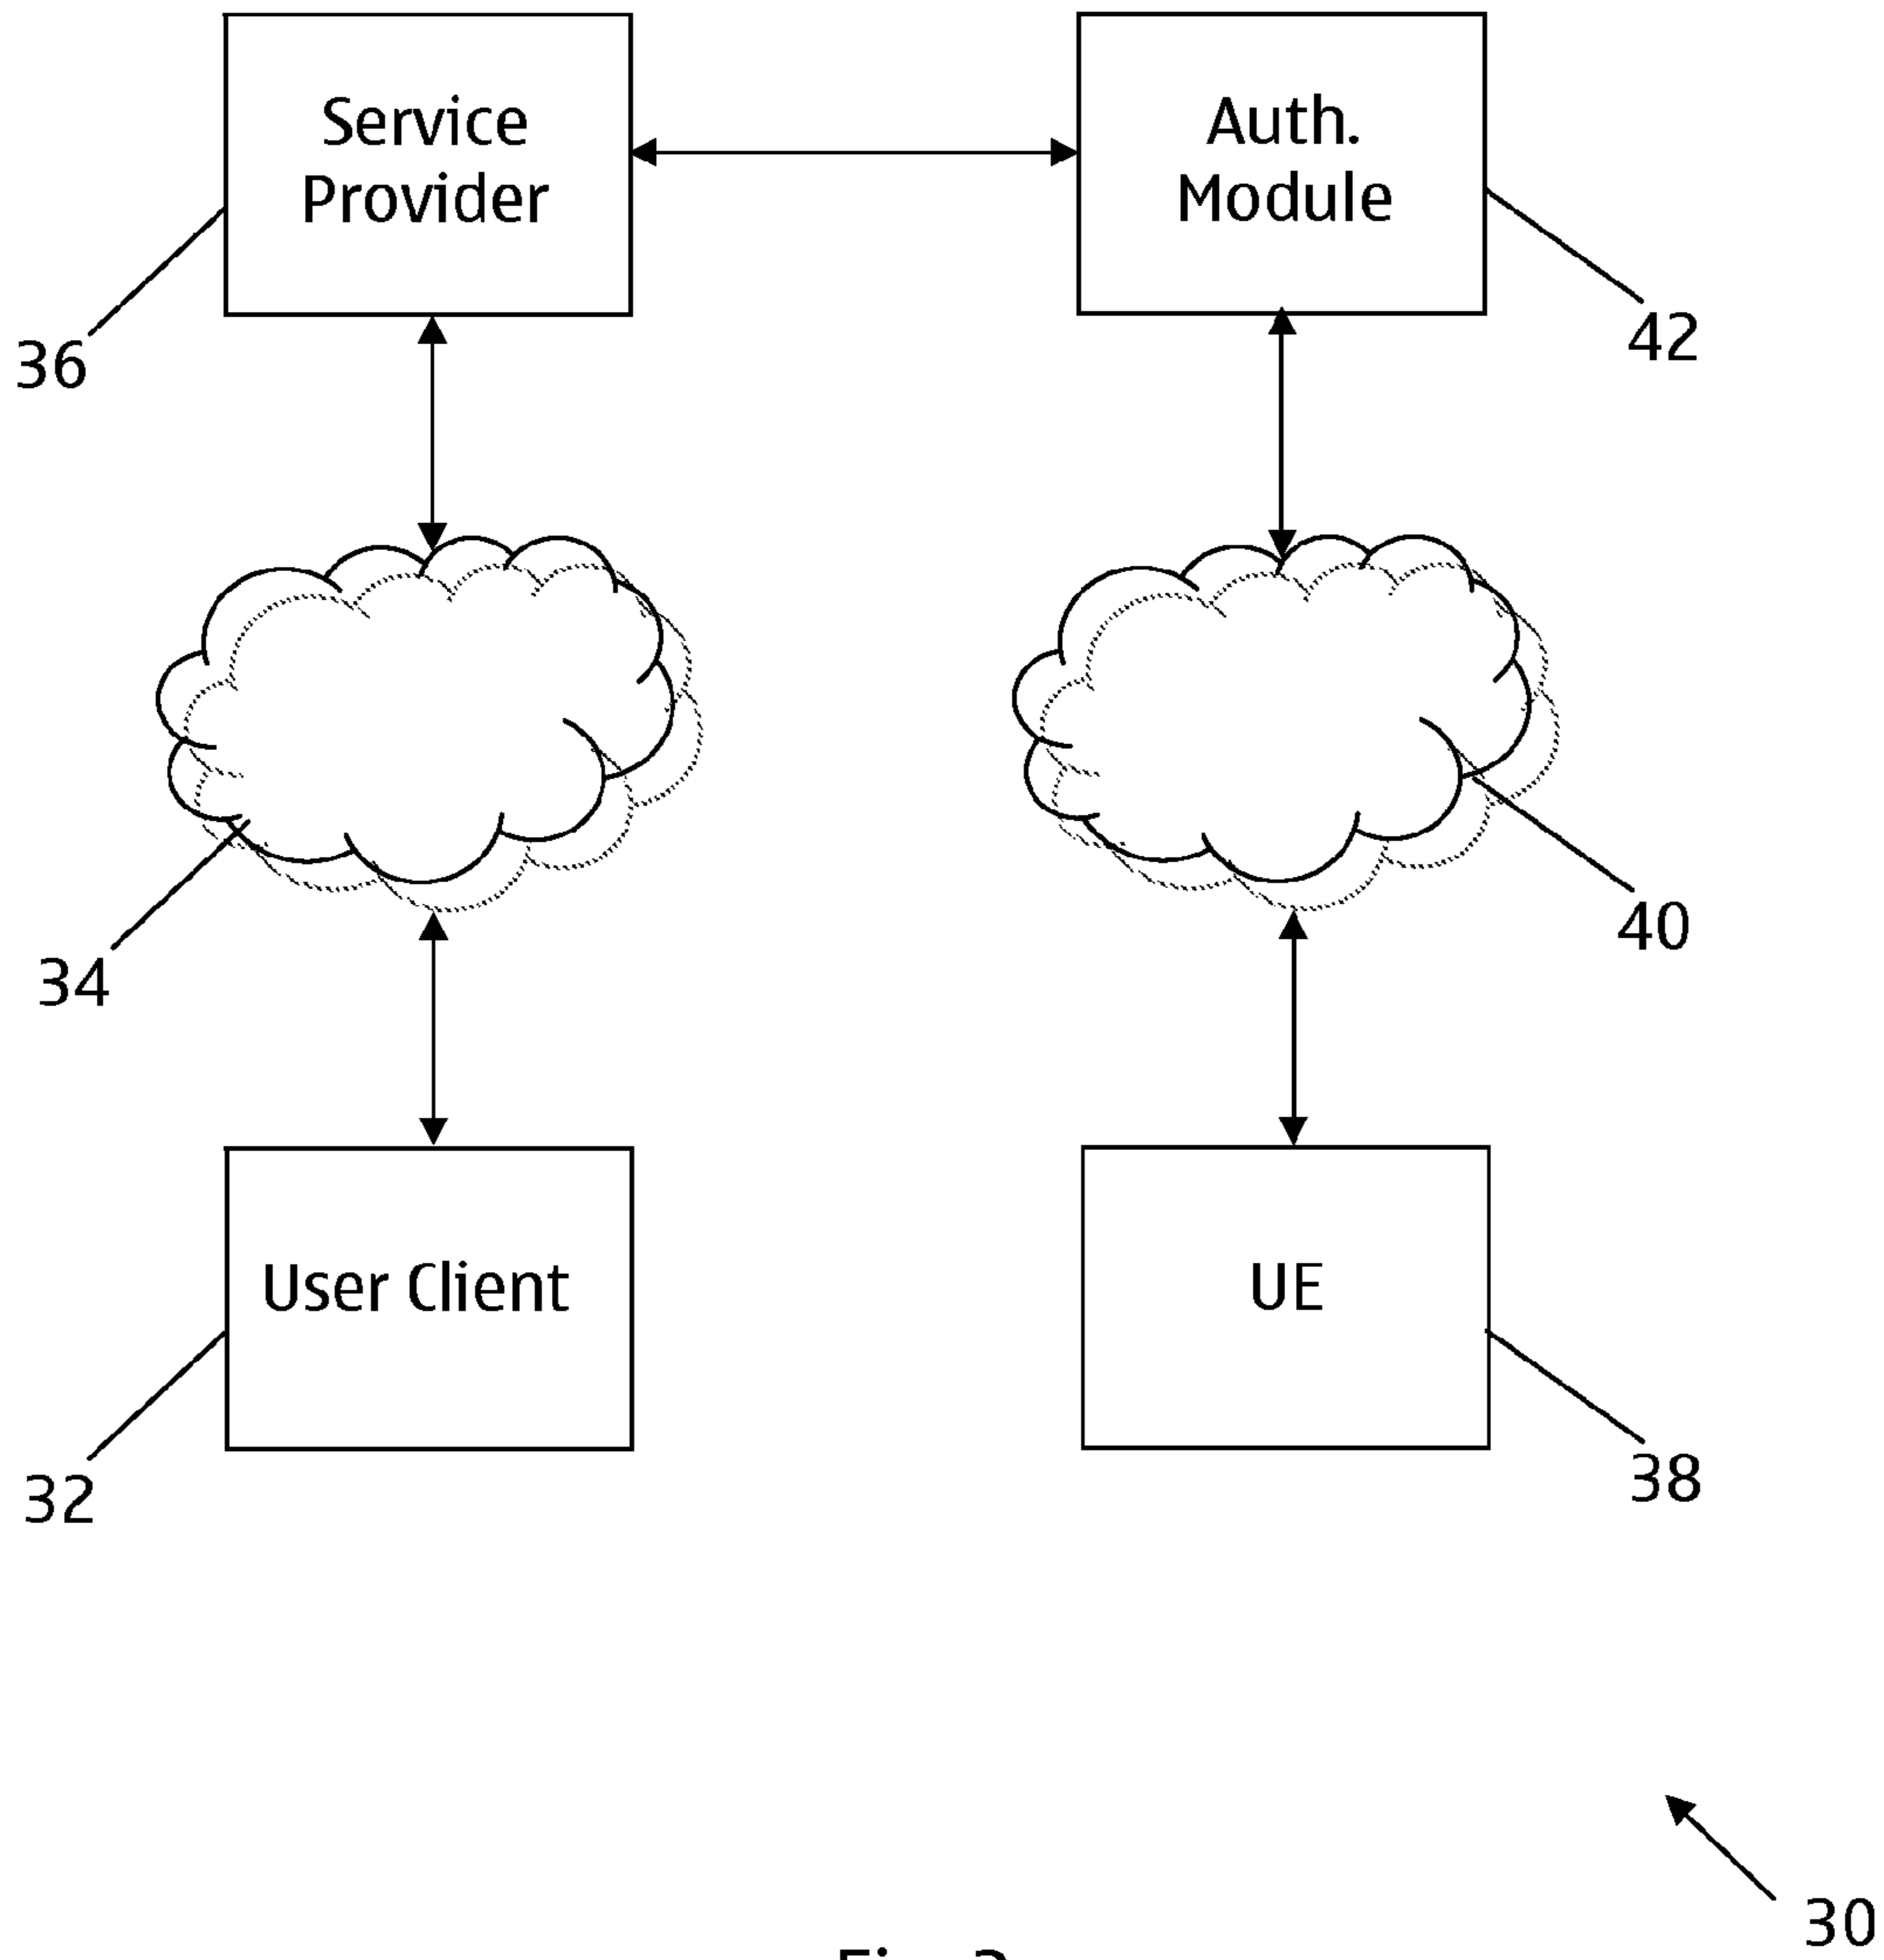 Service
Provider
Auth.
Module
36
42
34
40
User Client
UE
32
38
30